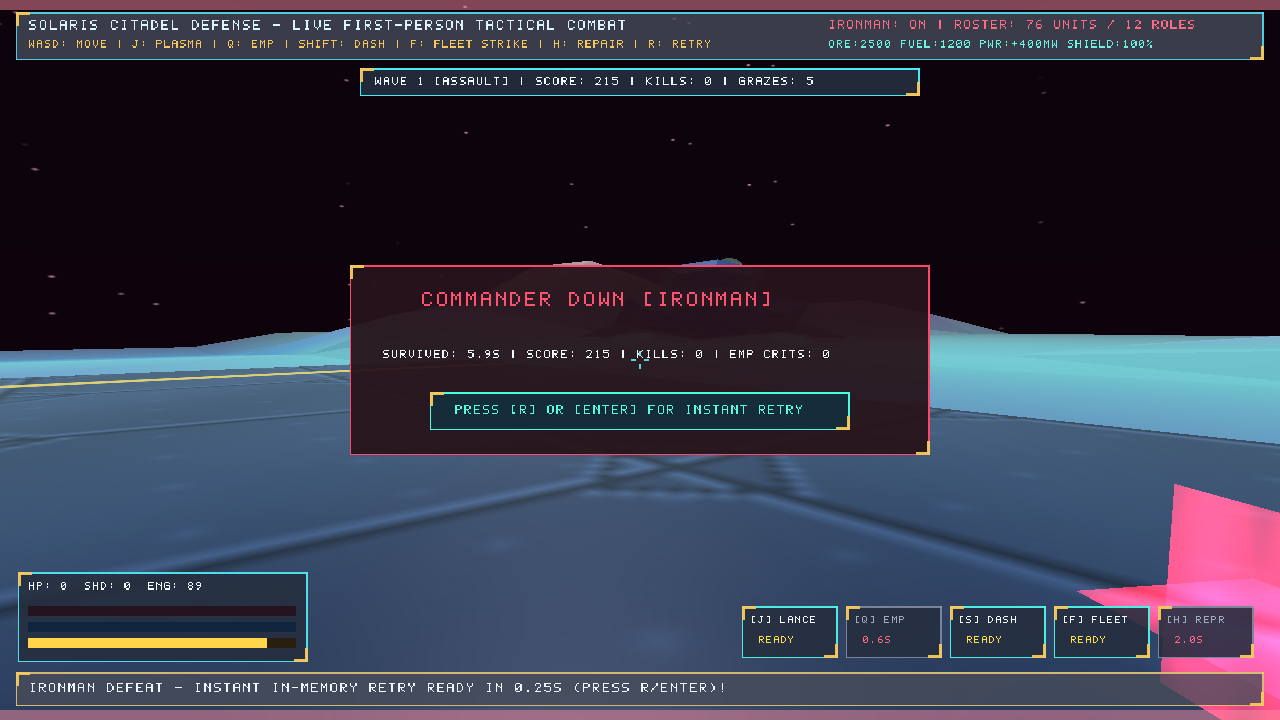 SOLARIS CITADEL DEFENSE - LIVE FIRST-PERSON TACTICAL COMBAT
WASD: MOVE | J: PLASMA | Q: EMP | SHIFT: DASH | F: FLEET STRIKE | H: REPAIR | R: RETRY
IRONMAN: ON | ROSTER: 76 UNITS / 12 ROLES
ORE:2500 FUEL:1200 PWR:+400MW SHIELD:100%
WAVE 1 [ASSAULT] | SCORE: 215 | KILLS: 0 | GRAZES: 5
COMMANDER DOWN [IRONMAN]
SURVIVED: 5.9S | SCORE: 215 | KILLS: 0 | EMP CRITS: 0
PRESS [R] OR [ENTER] FOR INSTANT RETRY
HP: 0 SHD: 0 ENG: 89
[J] LANCE
READY
[Q] EMP
0.6S
[S] DASH
READY
[F] FLEET
READY
[H] REPR
2.0S
IRONMAN DEFEAT - INSTANT IN-MEMORY RETRY READY IN 0.25S (PRESS R/ENTER)!